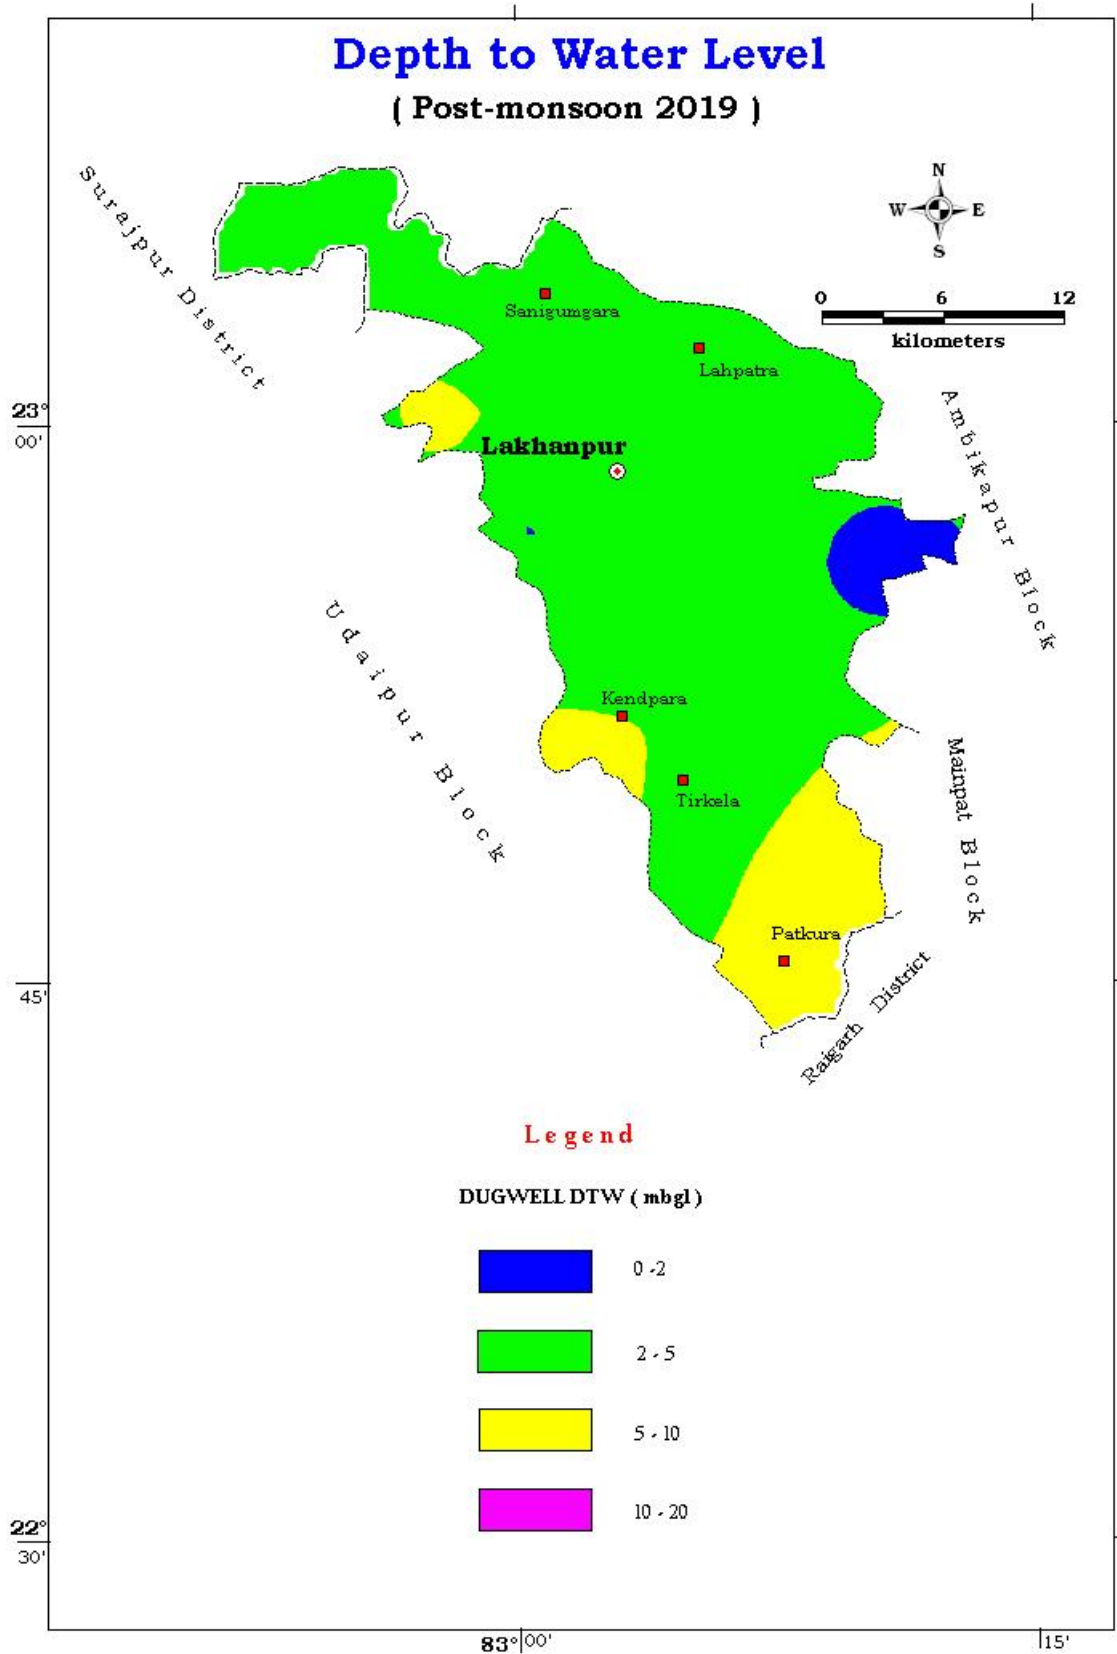 Depth to Water Level
( Post-monsoon 2019 )
N
W E
S
0 6 12
kilometers
Surajpur District
Sanigumgara
Lahpatra
23°
00'
Lakhanpur
Ambikapur Block
Udaipur Block
Kendpara
Tirkela
Mainpat Block
Patkura
45'
Raigarh District
Legend
DUGWELL DTW ( mbgl )
0 -2
2 - 5
5 - 10
10 - 20
22°
30'
83° 00' 15'